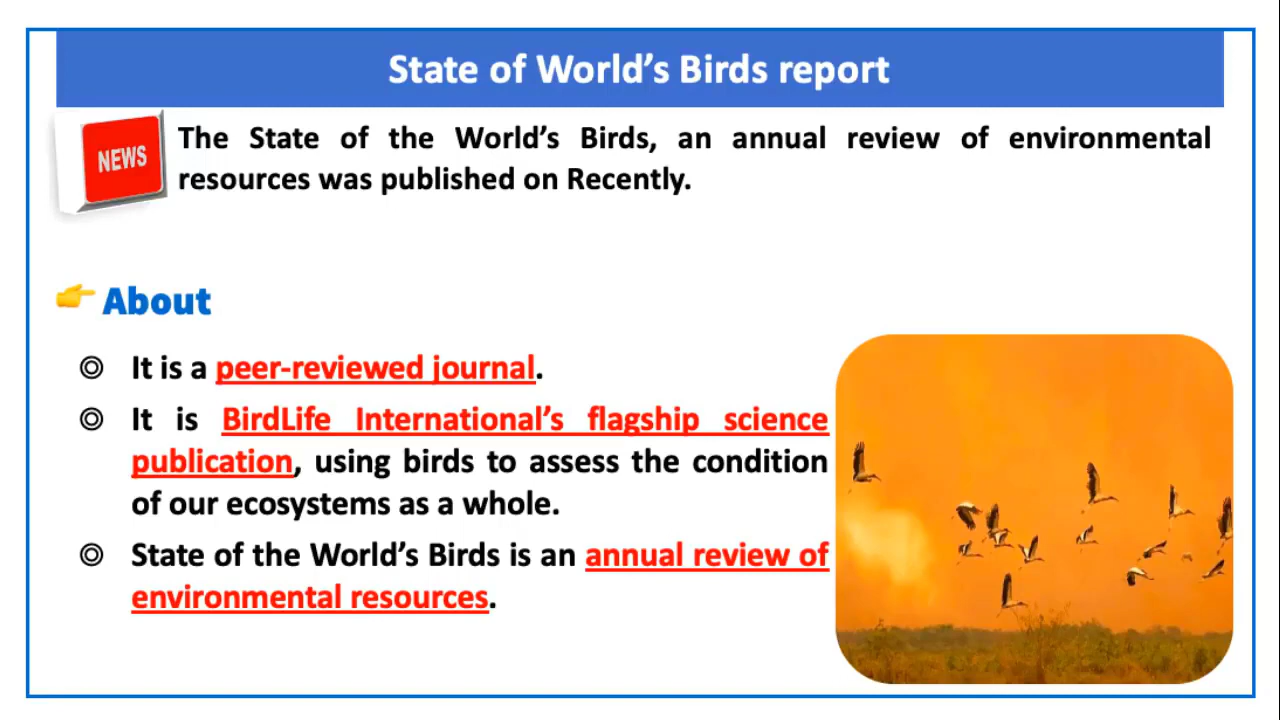 State of World's Birds report
NEWS
The State of the World's Birds, an annual review of environmental
resources was published on Recently.
About
It is a peer-reviewed journal.
It is BirdLife International's flagship science
publication, using birds to assess the condition
of our ecosystems as a whole.
State of the World's Birds is an annual review of
environmental resources.